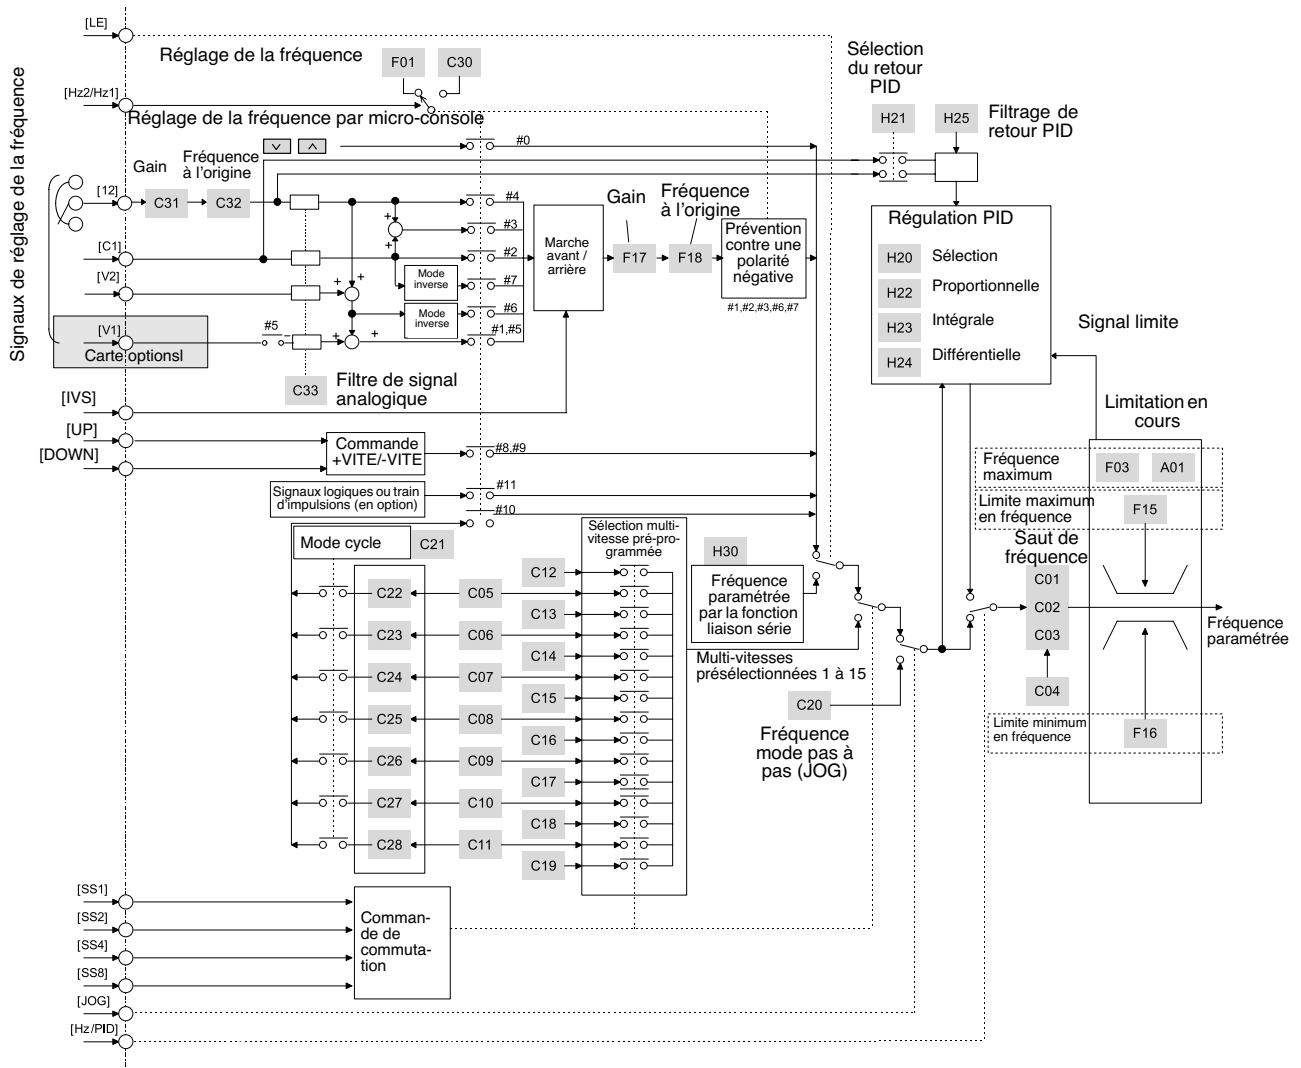 [LE]
Réglage de la fréquence
F01
C30
Sélection
du retour
PID
[Hz2/Hz1]
H21
H25
Filtrage de
retour PID
Signaux de réglage de la fréquence
Réglage de la fréquence par micro-console
#0
Gain
Fréquence
à l'origine
[12]
C31
C32
#4
#3
#2
#7
#6
#1,#5
[C1]
[V2]
[V1]
Carte optionsl
#5
+
+
+
+
+
+
Mode
inverse
Mode
inverse
Marche
avant /
arrière
Gain
F17
Fréquence
à l'origine
F18
Prévention
contre une
polarité
négative
#1,#2,#3,#6,#7
Régulation PID
H20 Sélection
H22 Proportionnelle
H23 Intégrale
H24 Différentielle
Signal limite
C33
Filtre de signal
analogique
[IVS]
[UP]
[DOWN]
Commande
+VITE/-VITE
#8,#9
Signaux logiques ou train
d'impulsions (en option)
#11
#10
Limitation en
cours
Fréquence
maximum
F03
A01
Limite maximum
en fréquence
F15
Saut de
fréquence
C01
C02
C03
C04
Fréquence
paramétrée
Limite minimum
en fréquence
F16
Mode cycle
C21
Sélection multi-
vitesse pré-pro-
grammée
H30
Fréquence
paramétrée
par la fonction
liaison série
Multi-vitesses
présélectionnées 1 à 15
C20
Fréquence
mode pas à
pas (JOG)
C12
C22
C05
C13
C23
C06
C14
C24
C07
C15
C25
C08
C16
C26
C09
C17
C27
C10
C18
C28
C11
C19
[SS1]
[SS2]
[SS4]
[SS8]
[JOG]
[Hz/PID]
Comman-
de de
commuta-
tion